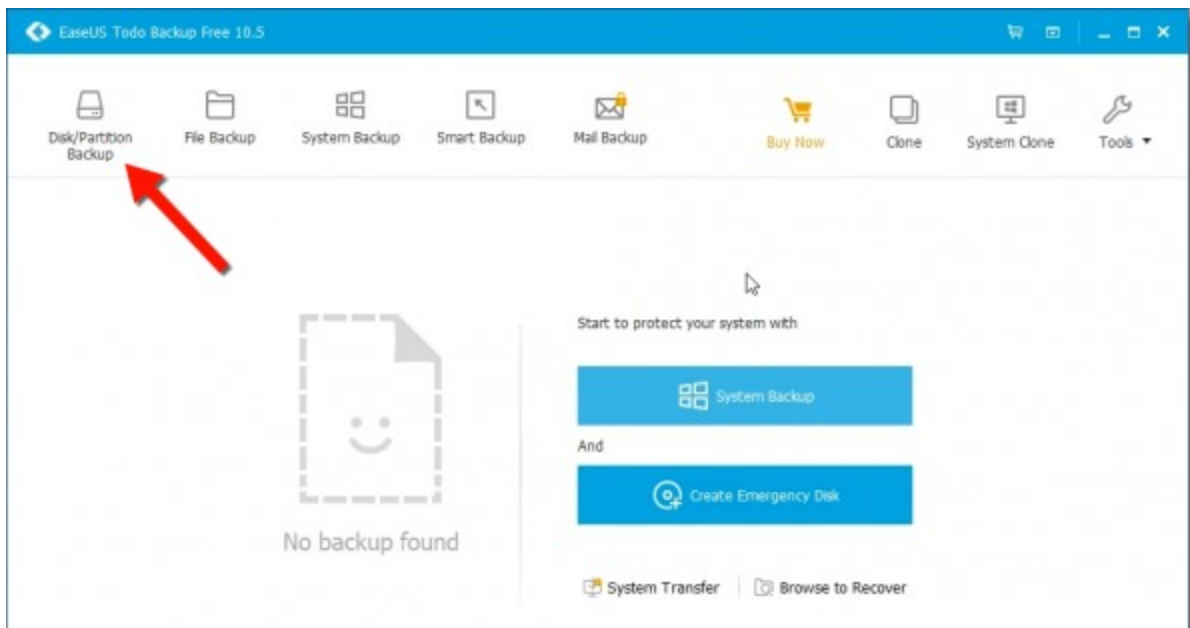 EaseUS Todo Backup Free 10.5
Disk/Partition
Backup
File Backup
System Backup
Smart Backup
Mail Backup
Buy Now
Clone
System Clone
Tools
Start to protect your system with
System Backup
And
Create Emergency Disk
No backup found
System Transfer
Browse to Recover